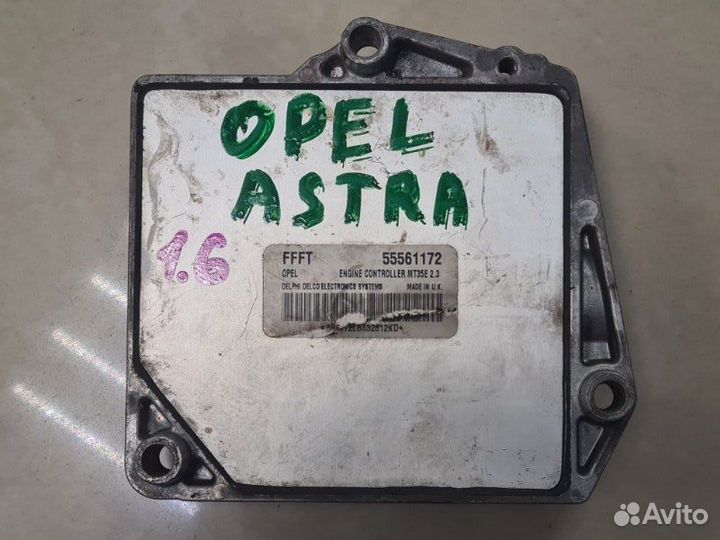 OPEL
ASTRA
1.6
FFFT 55561172
OPEL ENGINE CONTROLLER MT35E 2.3
DELPHI DELCO ELECTRONICS SYSTEMS MADE IN U.K.
Avito